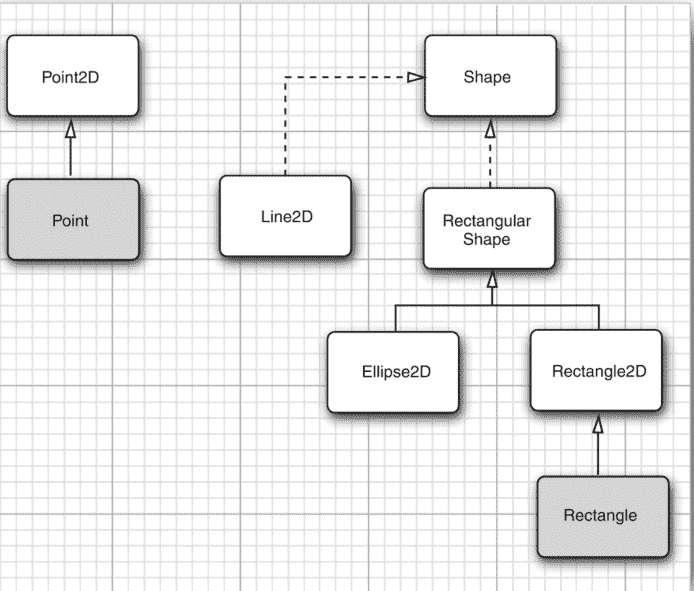 Point2D
Shape
Point
Line2D
Rectangular
Shape
Ellipse2D
Rectangle2D
Rectangle